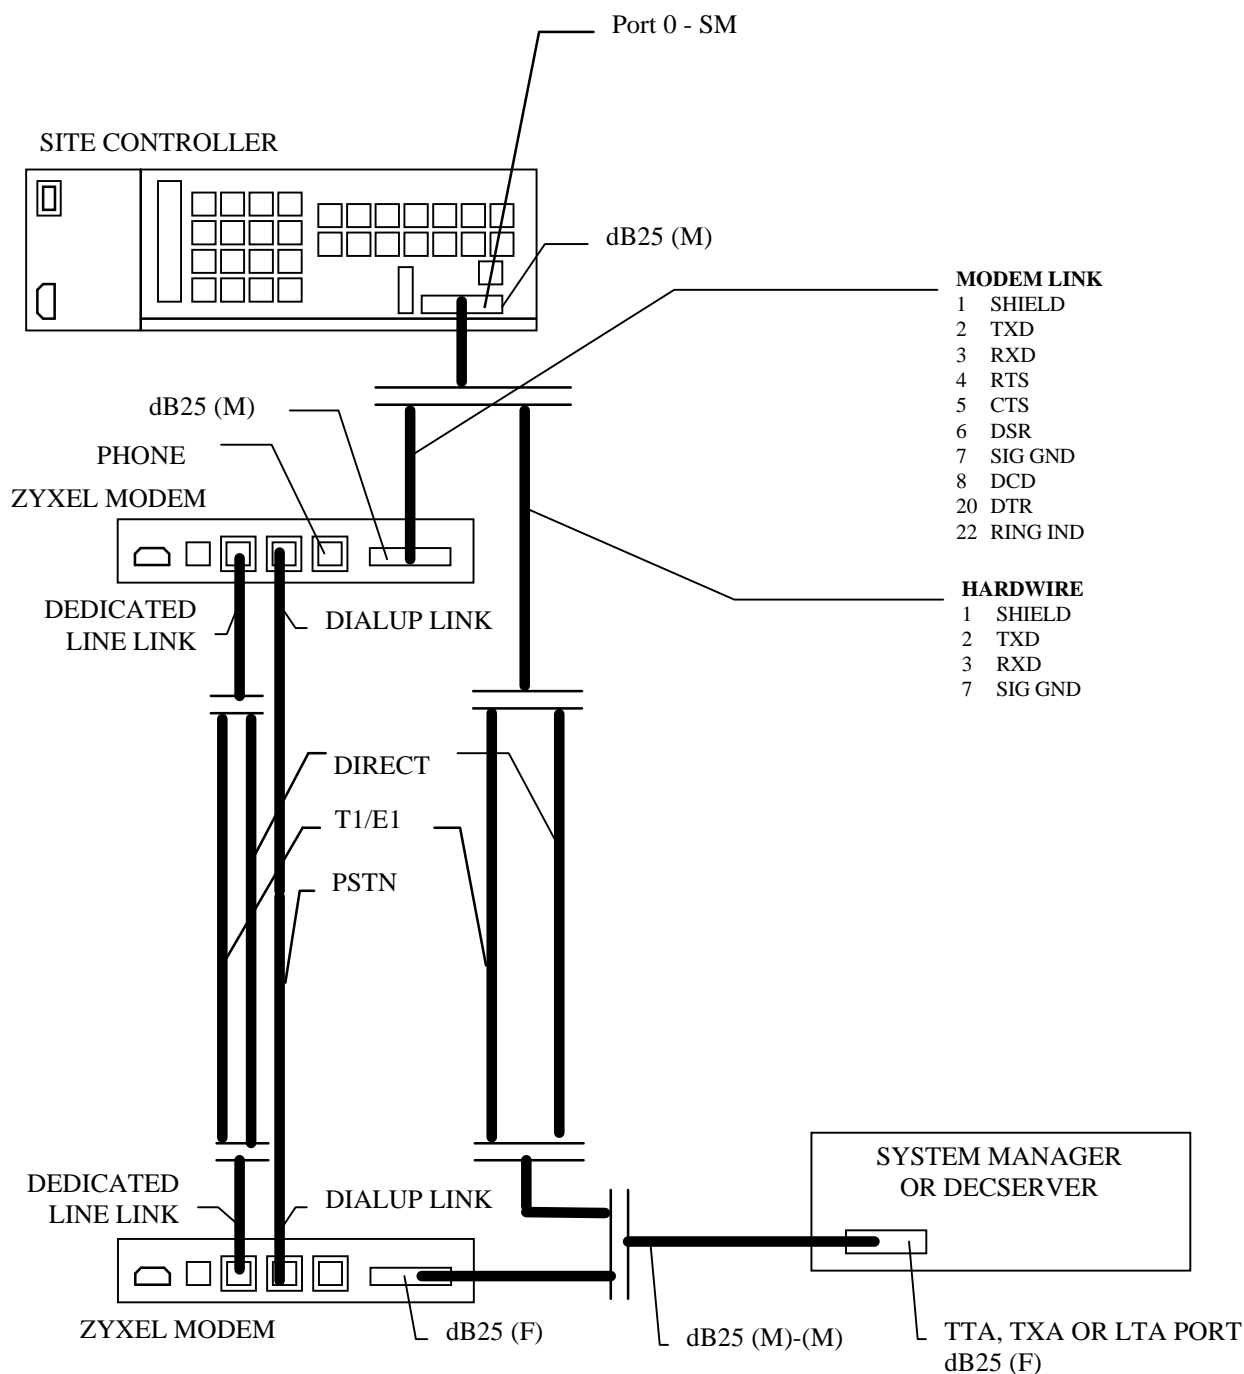 Port 0 - SM
SITE CONTROLLER
dB25 (M)
MODEM LINK
1 SHIELD
2 TXD
3 RXD
4 RTS
5 CTS
6 DSR
7 SIG GND
8 DCD
20 DTR
22 RING IND
dB25 (M)
PHONE
ZYXEL MODEM
HARDWIRE
1 SHIELD
2 TXD
3 RXD
7 SIG GND
DEDICATED
LINE LINK
DIALUP LINK
DIRECT
T1/E1
PSTN
SYSTEM MANAGER
OR DECSERVER
DEDICATED
LINE LINK
DIALUP LINK
ZYXEL MODEM
dB25 (F)
dB25 (M)-(M)
TTA, TXA OR LTA PORT
dB25 (F)